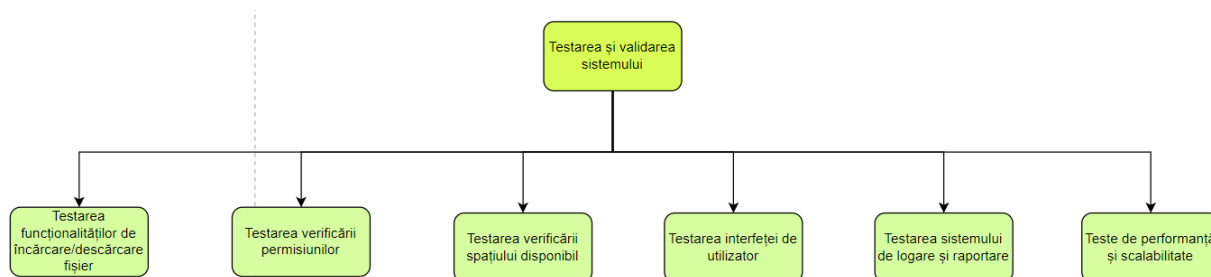 Testarea și validarea
sistemului
Testarea
funcționalităților de
încărcare/descărcare
fișier
Testarea verificării
permisiunilor
Testarea verificării
spațiului disponibil
Testarea interfeței de
utilizator
Testarea sistemului
de logare și raportare
Teste de performanță
și scalabilitate